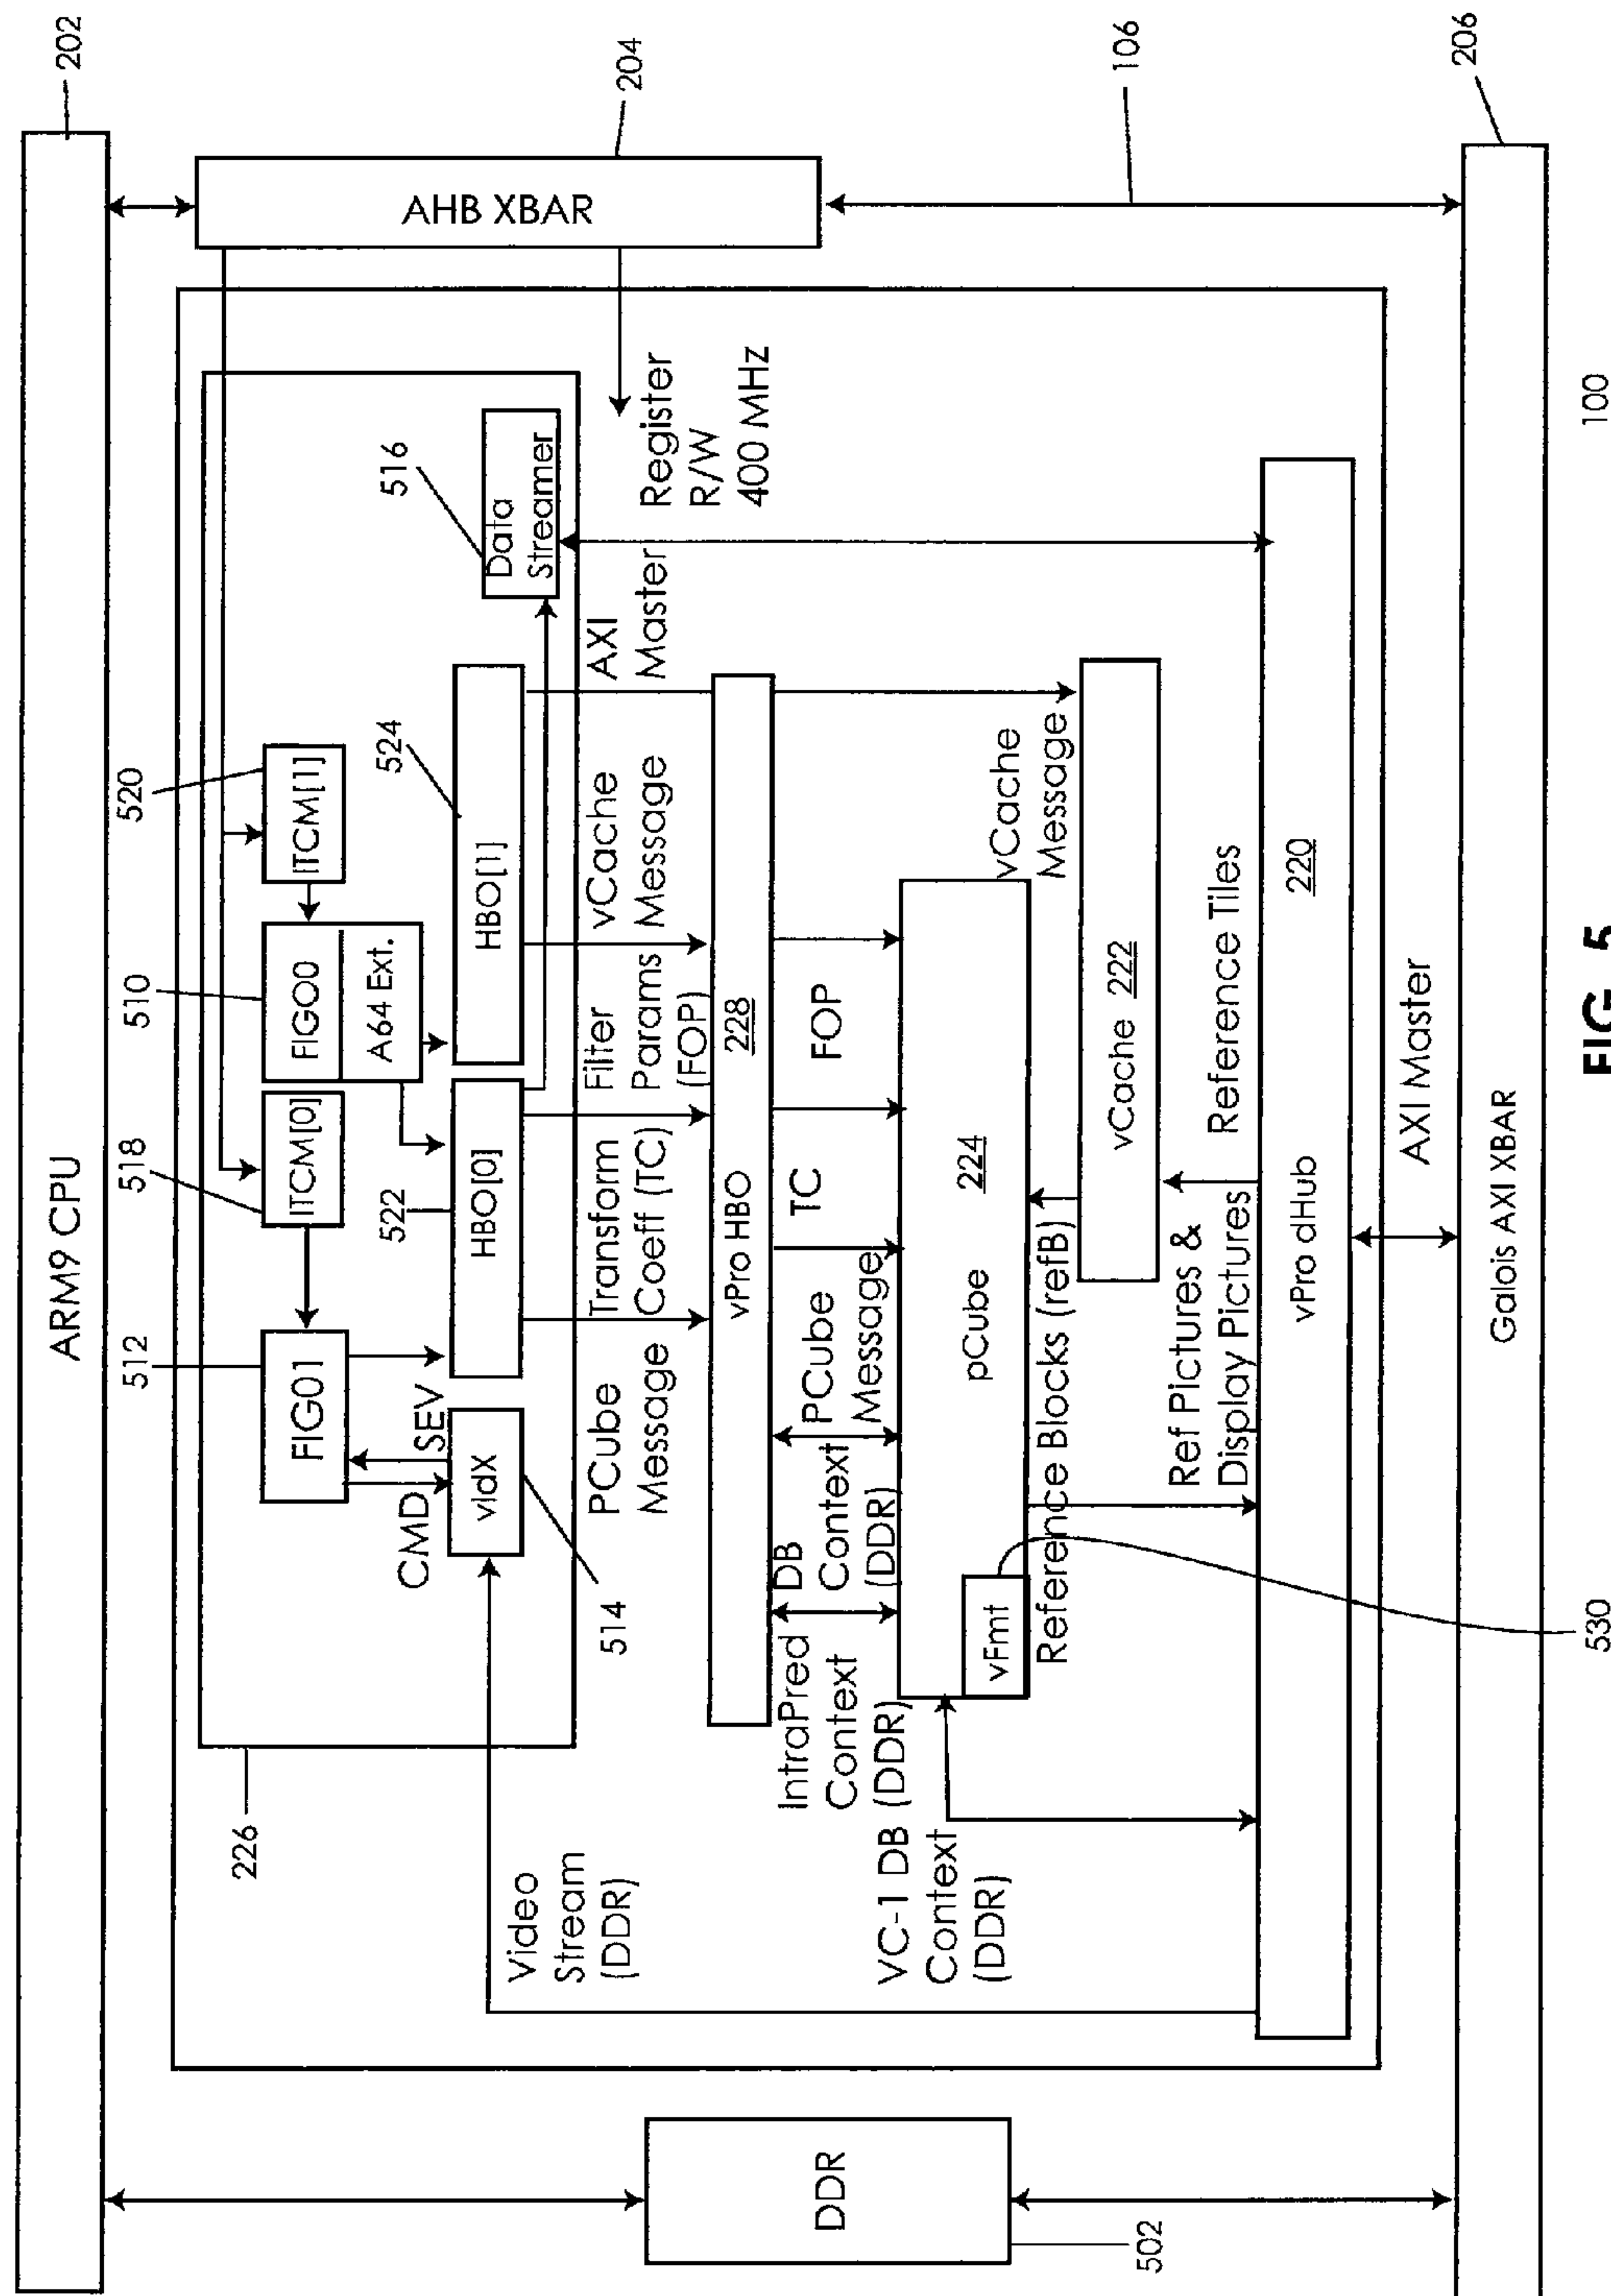 ARM9 CPU
202
AHB XBAR
204
106
206
Galois AXI XBAR
DDR
502
226
512
518
510
520
FIG01
ITCM[0]
FIGO0
A64 Ext.
ITCM[1]
CMD
SEV
vIdX
514
522
HBO[0]
524
HBO[1]
516
Data
Streamer
Register
R/W
400 MHz
Video
Stream
(DDR)
PCube
Message
Transform
Coeff (TC)
Filter
Params
(FOP)
vCache
Message
AXI
Master
vPro HBO
228
IntraPred
Context
(DDR)
DB
Context
(DDR)
PCube
Message
TC
FOP
vCache
Message
pCube
224
vFmt
530
VC-1 DB
Context
(DDR)
Reference Blocks (refB)
vCache 222
Ref Pictures &
Display Pictures
Reference Tiles
vPro dHub
220
AXI Master
100
FIG. 5